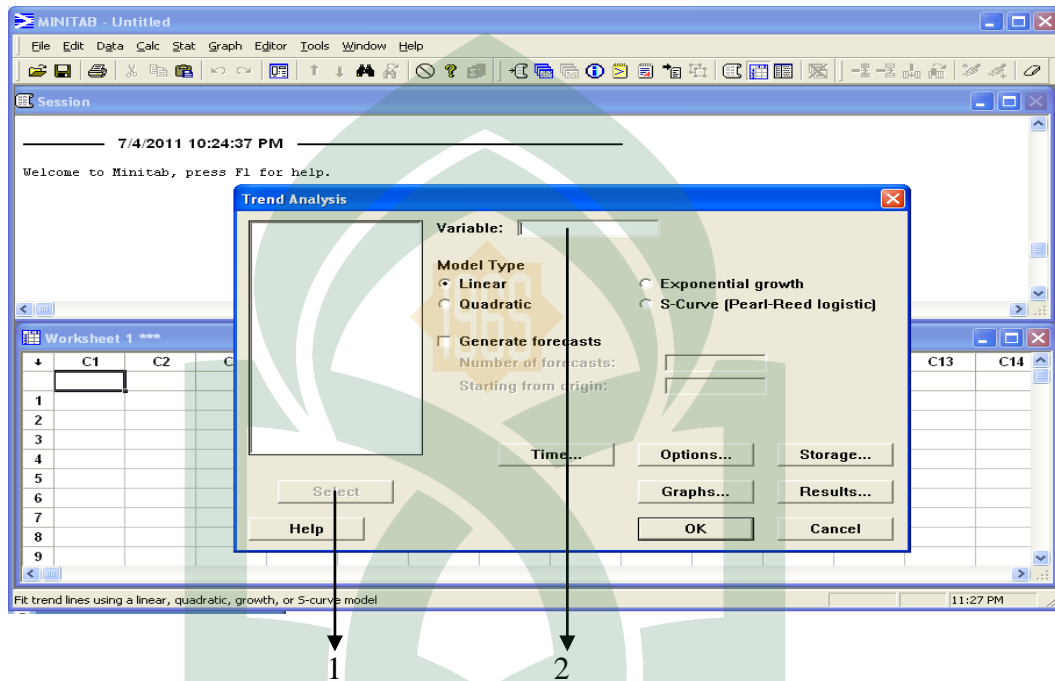 MINITAB - Untitled
File Edit Data Calc Stat Graph Editor Tools Window Help
Session
7/4/2011 10:24:37 PM
Welcome to Minitab, press F1 for help.
Trend Analysis
Variable:
Model Type
Linear
Exponential growth
Quadratic
S-Curve (Pearl-Reed logistic)
Generate forecasts
Number of forecasts:
Starting from origin:
Time...
Options...
Storage...
Select
Graphs...
Results...
Help
OK
Cancel
Worksheet 1 ***
C1 C2 C C13 C14
1
2
3
4
5
6
7
8
9
Fit trend lines using a linear, quadratic, growth, or S-curve model
11:27 PM
1965
1 2